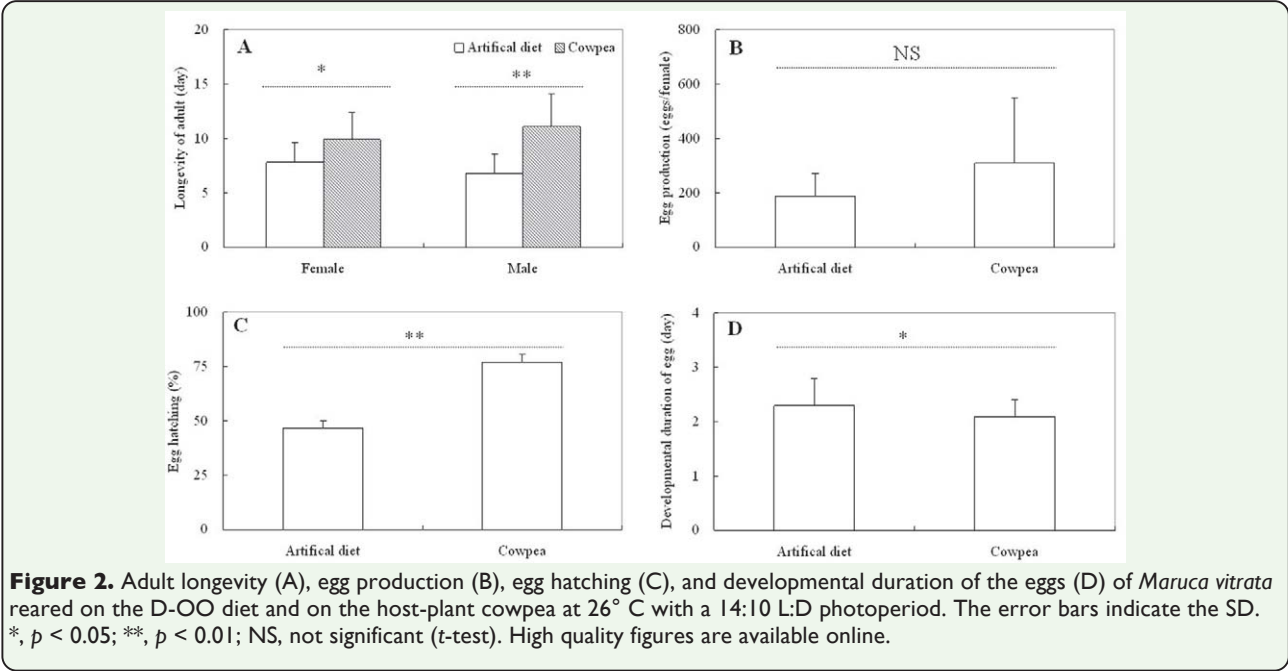 A
Artifical diet Cowpea
Longevity of adult (day)
20
15
10
5
0
*
**
Female Male
B
Egg production (eggs/female)
800
600
400
200
0
NS
Artifical diet Cowpea
C
Egg hatching (%)
100
75
50
25
0
**
Artifical diet Cowpea
D
Developmental duration of egg (day)
4
3
2
1
0
*
Artifical diet Cowpea
Figure 2. Adult longevity (A), egg production (B), egg hatching (C), and developmental duration of the eggs (D) of Maruca vitrata
reared on the D-OO diet and on the host-plant cowpea at 26° C with a 14:10 L:D photoperiod. The error bars indicate the SD.
*, p < 0.05; **, p < 0.01; NS, not significant (t-test). High quality figures are available online.